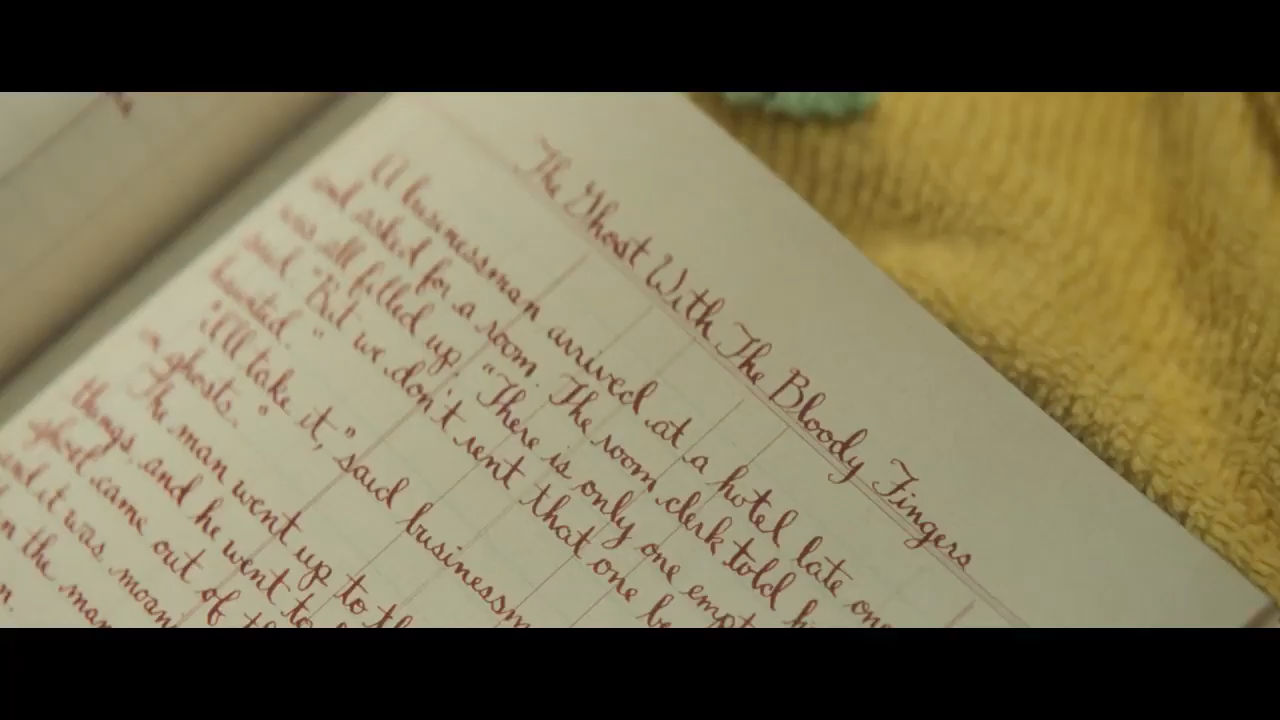 The Ghost With The Bloody Fingers
A businessman arrived at a hotel late one
and asked for a room. The room clerk told h
was all filled up. "There is only one empt
said. "But we don't rent that one be
haunted."
"I'll take it," said businessm
n ghosts."
The man went up to th
things and he went to
ghost came out of th
and it was moan
n the man
n.